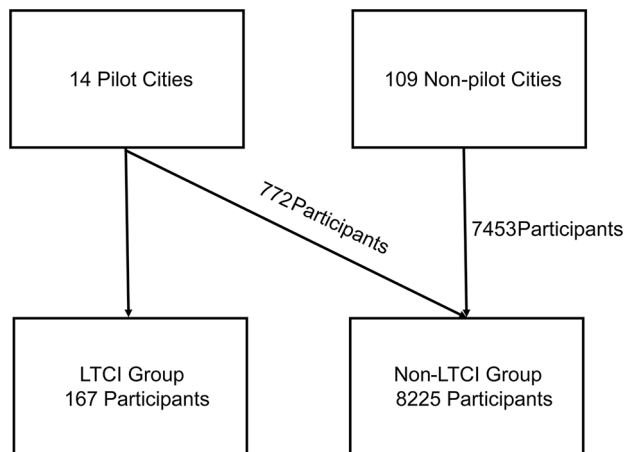 14 Pilot Cities
109 Non-pilot Cities
772Participants
7453Participants
LTCI Group
167 Participants
Non-LTCI Group
8225 Participants